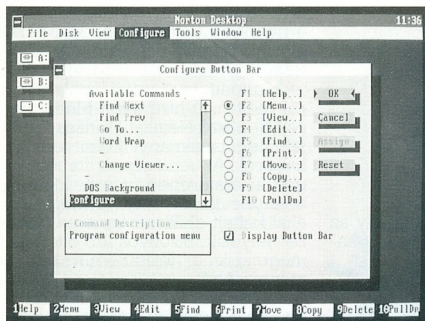 Norton Desktop 11:36
File Disk View Configure Tools Window Help
A:
B:
C:
Configure Button Bar
Available Commands
Find Next
Find Prev
Go To...
Word Wrap
-
Change Viewer...
-
DOS Background
Configure
F1 [Help..]
F2 [Menu..]
F3 [View..]
F4 [Edit..]
F5 [Find..]
F6 [Print..]
F7 [Move..]
F8 [Copy..]
F9 [Delete]
F10 [PullDn]
OK
Cancel
Assign
Reset
Command Description
Program configuration menu
Display Button Bar
1Help 2Menu 3View 4Edit 5Find 6Print 7Move 8Copy 9Delete 10PullDn